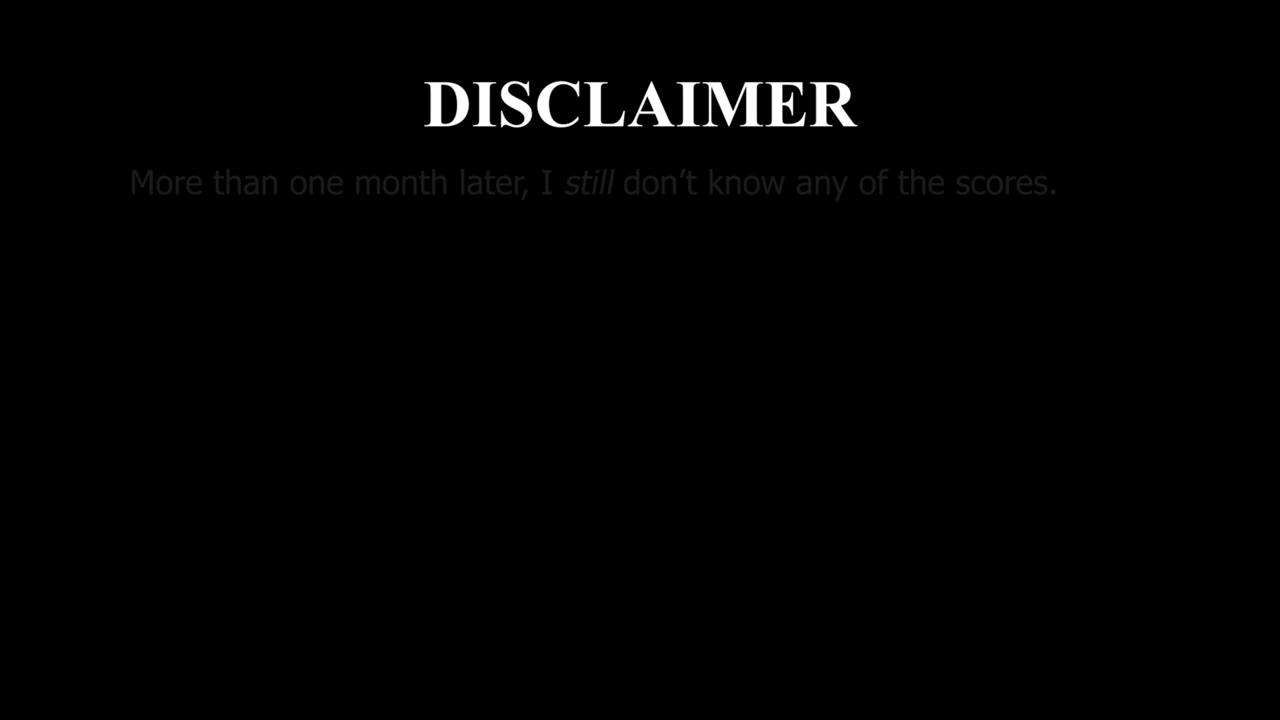 DISCLAIMER
More than one month later, I still don’t know any of the scores.